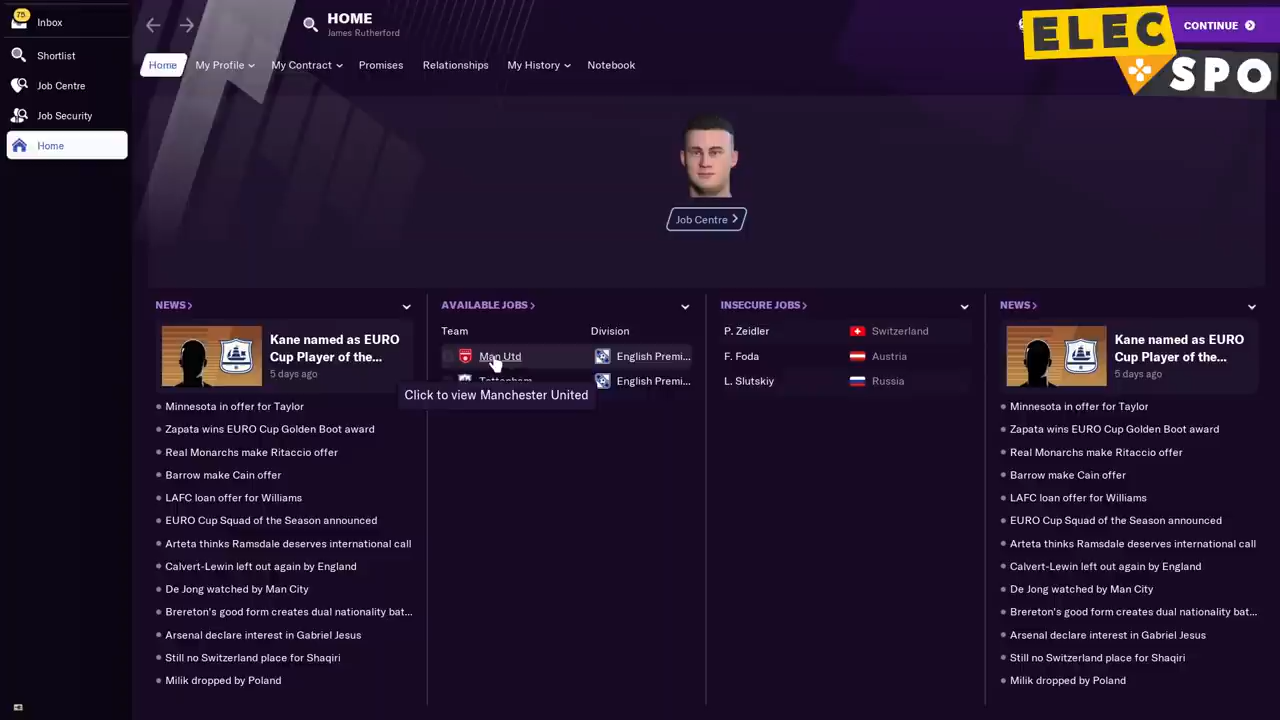 75
Inbox
Shortlist
Job Centre
Job Security
Home
HOME
James Rutherford
ELEC
SPO
CONTINUE
Home
My Profile
My Contract
Promises
Relationships
My History
Notebook
Job Centre
NEWS
Kane named as EURO
Cup Player of the...
5 days ago
Minnesota in offer for Taylor
Zapata wins EURO Cup Golden Boot award
Real Monarchs make Ritaccio offer
Barrow make Cain offer
LAFC loan offer for Williams
EURO Cup Squad of the Season announced
Arteta thinks Ramsdale deserves international call
Calvert-Lewin left out again by England
De Jong watched by Man City
Brereton's good form creates dual nationality bat...
Arsenal declare interest in Gabriel Jesus
Still no Switzerland place for Shaqiri
Milik dropped by Poland
AVAILABLE JOBS
Team Division
Man Utd English Premi...
Tottenham English Premi...
Click to view Manchester United
INSECURE JOBS
P. Zeidler Switzerland
F. Foda Austria
L. Slutskiy Russia
NEWS
Kane named as EURO
Cup Player of the...
5 days ago
Minnesota in offer for Taylor
Zapata wins EURO Cup Golden Boot award
Real Monarchs make Ritaccio offer
Barrow make Cain offer
LAFC loan offer for Williams
EURO Cup Squad of the Season announced
Arteta thinks Ramsdale deserves international call
Calvert-Lewin left out again by England
De Jong watched by Man City
Brereton's good form creates dual nationality bat...
Arsenal declare interest in Gabriel Jesus
Still no Switzerland place for Shaqiri
Milik dropped by Poland